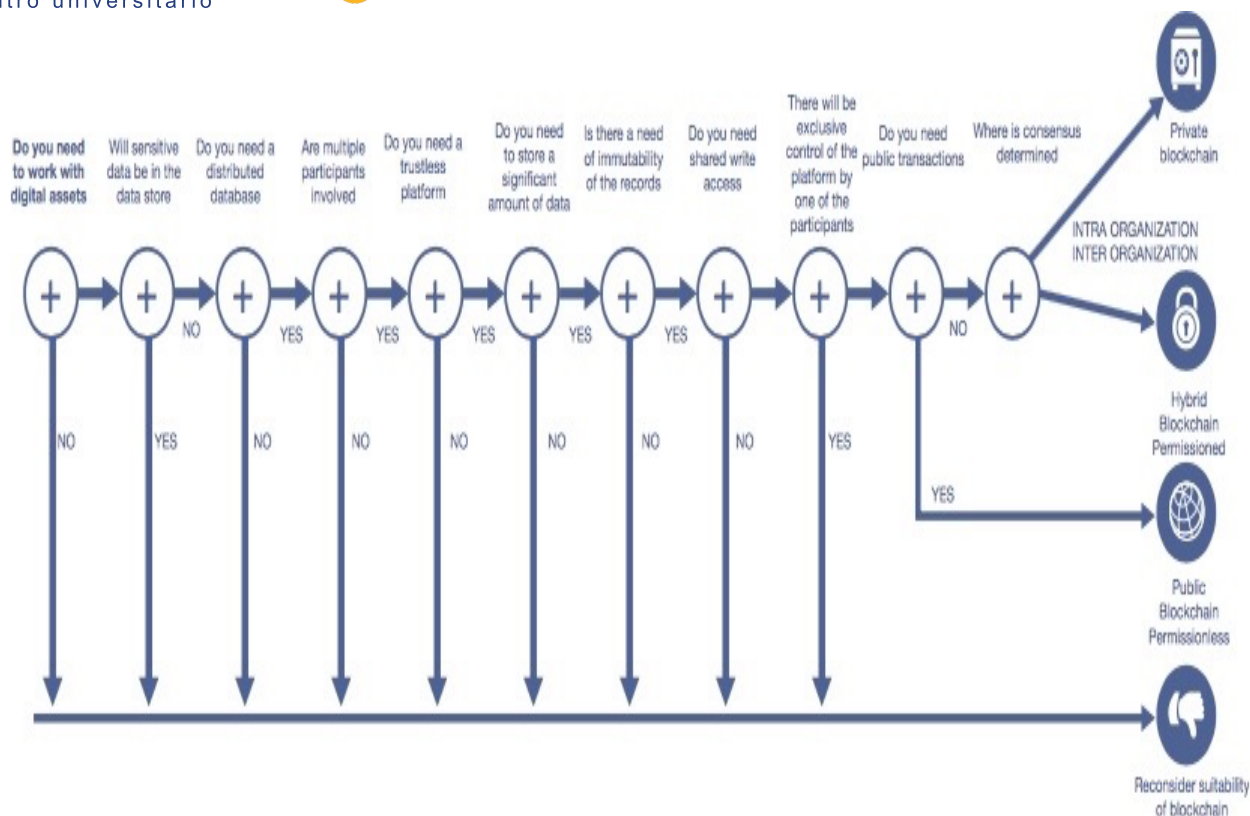 universitario
Do you need
to work with
digital assets
Will sensitive
data be in the
data store
Do you need a
distributed
database
Are multiple
participants
involved
Do you need a
trustless
platform
Do you need
to store a
significant
amount of data
Is there a need
of immutability
of the records
Do you need
shared write
access
There will be
exclusive
control of the
platform by
one of the
participants
Do you need
public transactions
Where is consensus
determined
Private
blockchain
INTRA ORGANIZATION
INTER ORGANIZATION
+
+
+
+
+
+
+
+
+
+
+
NO
YES
YES
YES
YES
YES
NO
Hybrid
Blockchain
Permissioned
NO
YES
NO
NO
NO
NO
NO
NO
YES
YES
Public
Blockchain
Permissionless
Reconsider suitability
of blockchain